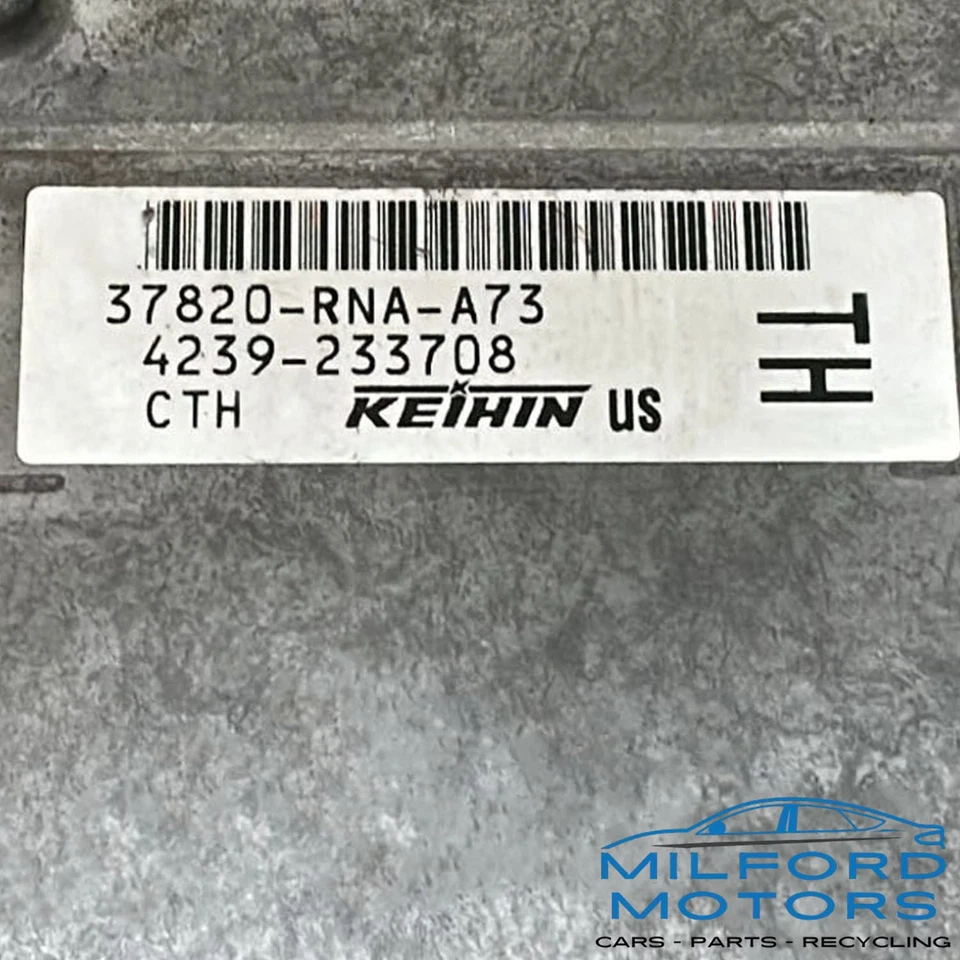 37820-RNA-A73
4239-233708
CTH KEIHIN US
TH
MILFORD
MOTORS
CARS - PARTS - RECYCLING